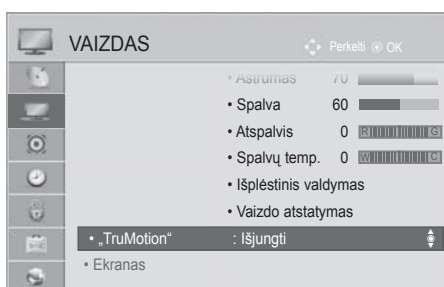 VAIZDAS
Perkelti OK
• Aštrumas 70
• Spalva 60
• Atspalvis 0 R G
• Spalvų temp. 0 W C
• Išplėstinis valdymas
• Vaizdo atstatymas
• „TruMotion“ : Išjungti
• Ekranas